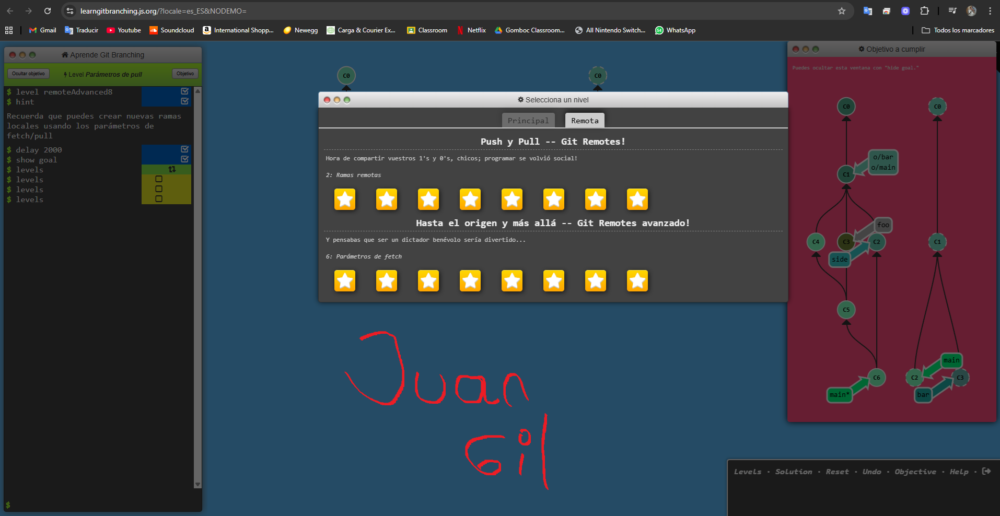 learngitbranching.js.org/?locale=es_ES&NODEMO=
Gmail
Traducir
Youtube
Soundcloud
International Shopp...
Newegg
Carga & Courier Ex...
Classroom
Netflix
Gomboc Classroom...
All Nintendo Switch...
54
WhatsApp
Todos los marcadores
Aprende Git Branching
Ocultar objetivo
Level Parámetros de pull
Objetivo
$ level remoteAdvanced8
$ hint
Recuerda que puedes crear nuevas ramas
locales usando los parámetros de
fetch/pull
$ delay 2000
$ show goal
$ levels
$ levels
$ levels
$ levels
$
C0
C0
Selecciona un nivel
Principal
Remota
Push y Pull -- Git Remotes!
Hora de compartir vuestros 1's y 0's, chicos; programar se volvió social!
2: Ramas remotas
Hasta el origen y más allá -- Git Remotes avanzado!
Y pensabas que ser un dictador benévolo sería divertido...
6: Parámetros de fetch
Juan
Gil
Objetivo a cumplir
Puedes ocultar esta ventana con "hide goal."
C0
C0
o/bar
o/main
C1
foo
C4
C3
C2
C1
side
C5
main
C6
C2
C3
main*
bar
Levels · Solution · Reset · Undo · Objective · Help ·